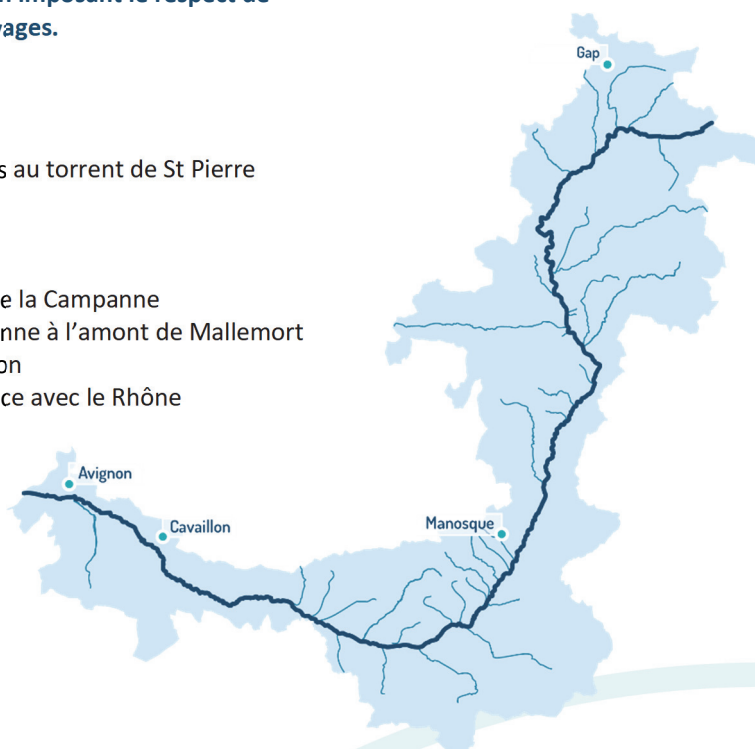 vages.
s au torrent de St Pierre
e la Campanne
nne à l’amont de Mallemort
on
ce avec le Rhône
Gap
Avignon
Cavaillon
Manosque